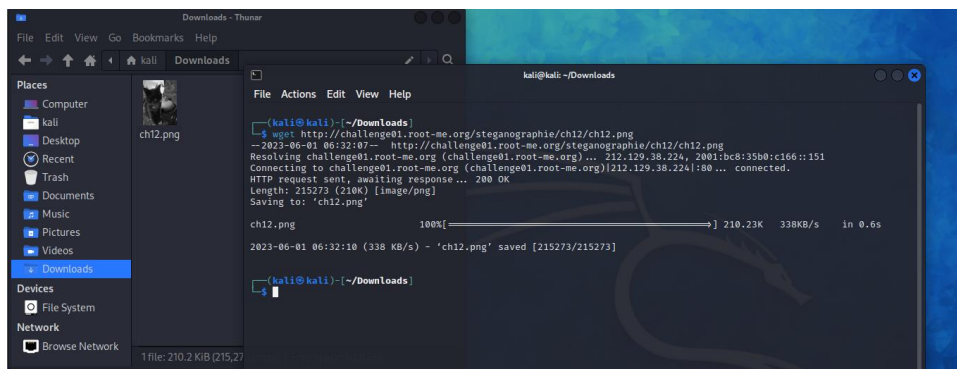 Downloads - Thunar
File Edit View Go Bookmarks Help
kali Downloads
Places
Computer
kali
Desktop
Recent
Trash
Documents
Music
Pictures
Videos
Downloads
Devices
File System
Network
Browse Network
ch12.png
1 file: 210.2 KiB (215,27
kali@kali: ~/Downloads
File Actions Edit View Help
┌──(kali㉿kali)-[~/Downloads]
└─$ wget http://challenge01.root-me.org/steganographie/ch12/ch12.png
--2023-06-01 06:32:07-- http://challenge01.root-me.org/steganographie/ch12/ch12.png
Resolving challenge01.root-me.org (challenge01.root-me.org)... 212.129.38.224, 2001:bc8:35b0:c166::151
Connecting to challenge01.root-me.org (challenge01.root-me.org)|212.129.38.224|:80... connected.
HTTP request sent, awaiting response... 200 OK
Length: 215273 (210K) [image/png]
Saving to: ‘ch12.png’
ch12.png 100%[===================>] 210.23K 338KB/s in 0.6s
2023-06-01 06:32:10 (338 KB/s) - ‘ch12.png’ saved [215273/215273]
┌──(kali㉿kali)-[~/Downloads]
└─$